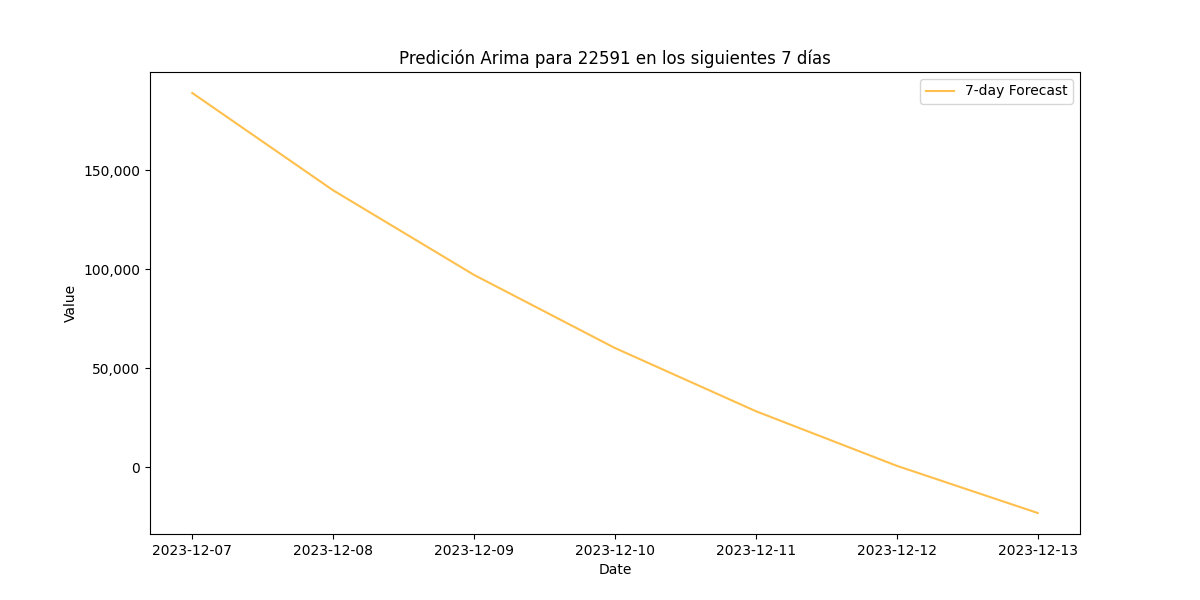 Predición Arima para 22591 en los siguientes 7 días
7-day Forecast
150,000
100,000
50,000
0
Value
2023-12-07 2023-12-08 2023-12-09 2023-12-10 2023-12-11 2023-12-12 2023-12-13
Date